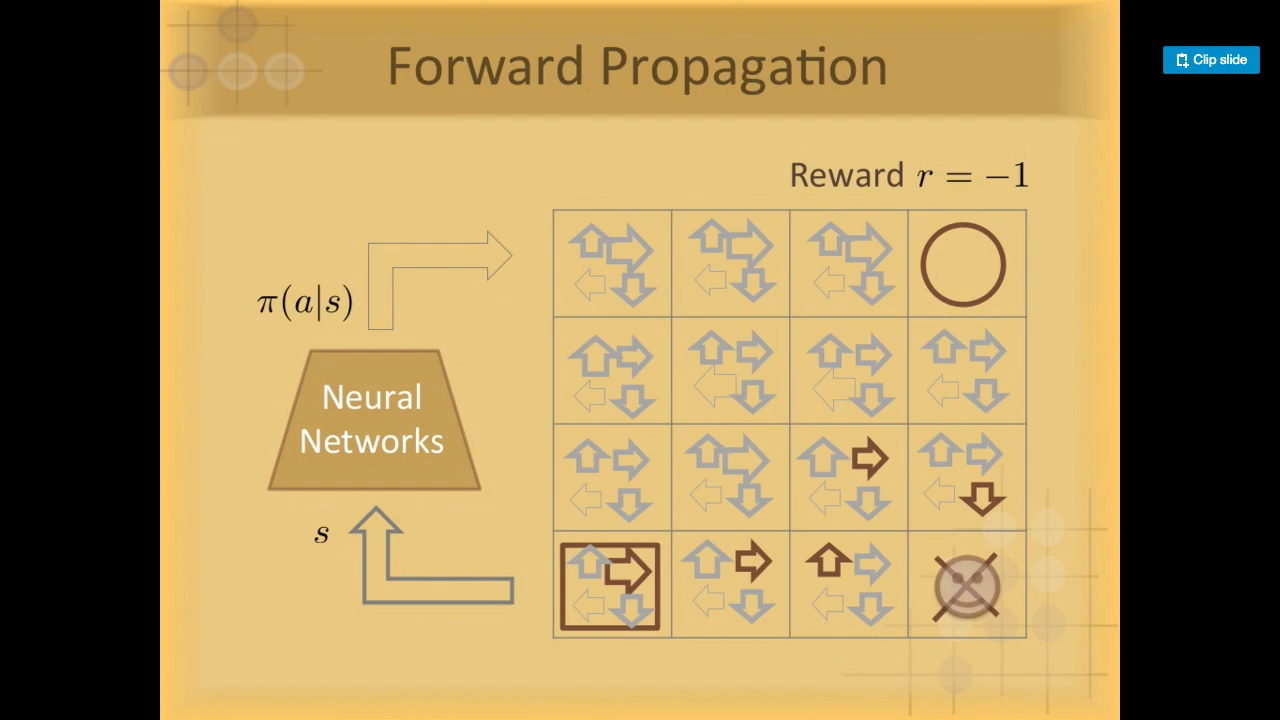 Forward Propagation
Clip slide
Reward r = −1
π(a|s)
Neural
Networks
s